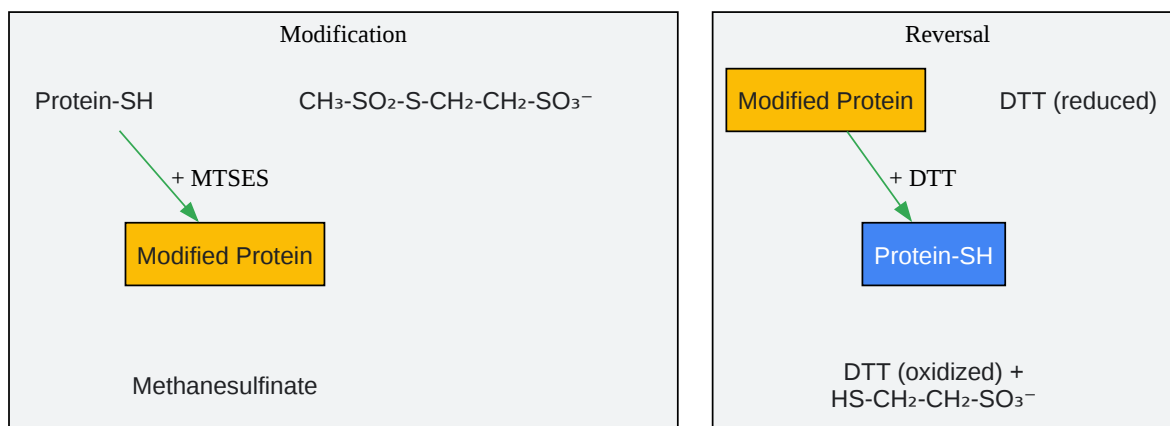 Modification
Protein-SH
CH₃-SO₂-S-CH₂-CH₂-SO₃⁻
+ MTSES
Modified Protein
Methanesulfinate
Reversal
Modified Protein
DTT (reduced)
+ DTT
Protein-SH
DTT (oxidized) +
HS-CH₂-CH₂-SO₃⁻